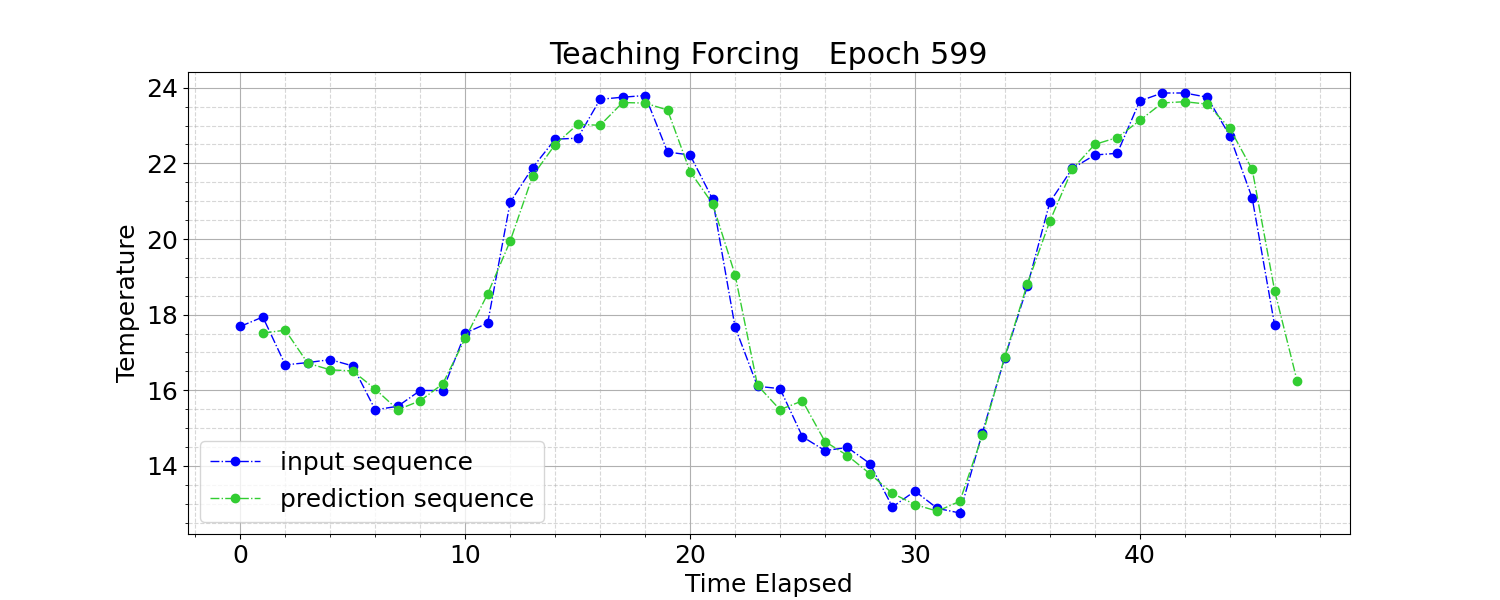 Teaching Forcing   Epoch 599
24
22
20
18
16
14
Temperature
input sequence
prediction sequence
0 10 20 30 40
Time Elapsed